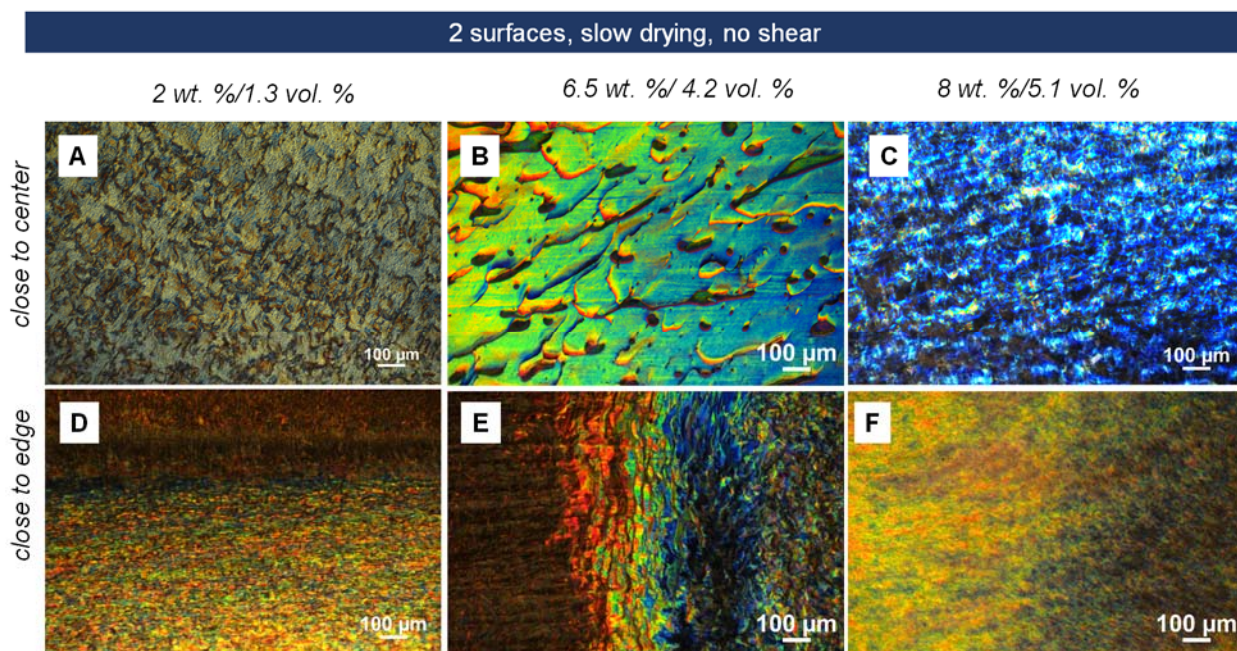 2 surfaces, slow drying, no shear
2 wt. %/1.3 vol. %
6.5 wt. %/ 4.2 vol. %
8 wt. %/5.1 vol. %
close to center
A
100 µm
B
100 µm
C
100 µm
close to edge
D
100 µm
E
100 µm
F
100 µm